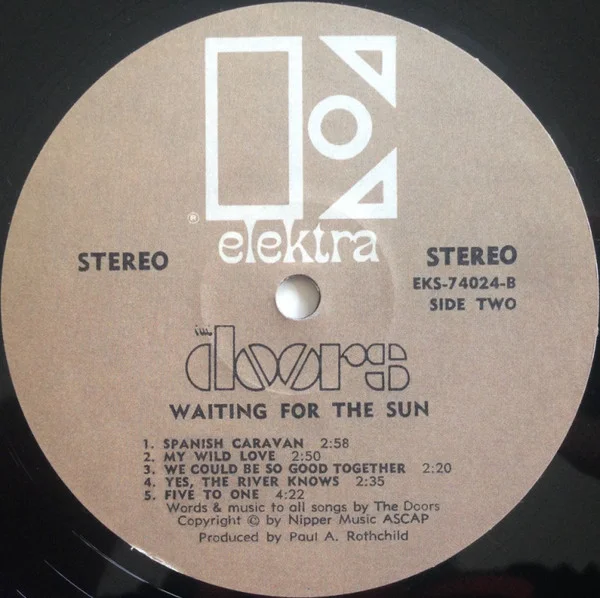 elektra
®
STEREO
STEREO
EKS-74024-B
SIDE TWO
the doors
WAITING FOR THE SUN
1. SPANISH CARAVAN 2:58
2. MY WILD LOVE 2:50
3. WE COULD BE SO GOOD TOGETHER 2:20
4. YES, THE RIVER KNOWS 2:35
5. FIVE TO ONE 4:22
Words & music to all songs by The Doors
Copyright © by Nipper Music ASCAP
Produced by Paul A. Rothchild